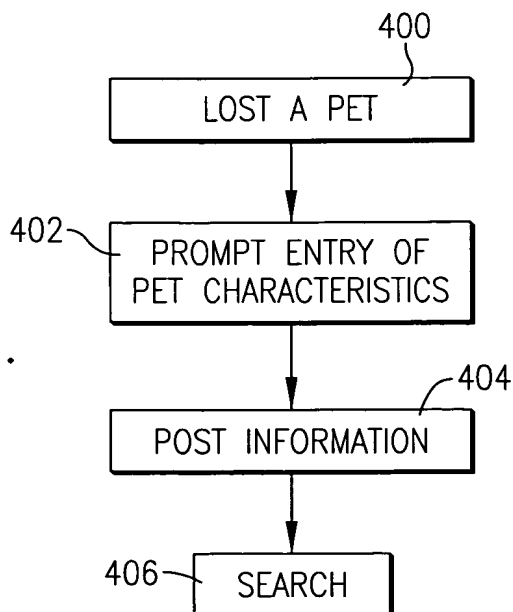 400
LOST A PET
402
PROMPT ENTRY OF
PET CHARACTERISTICS
404
POST INFORMATION
406
SEARCH